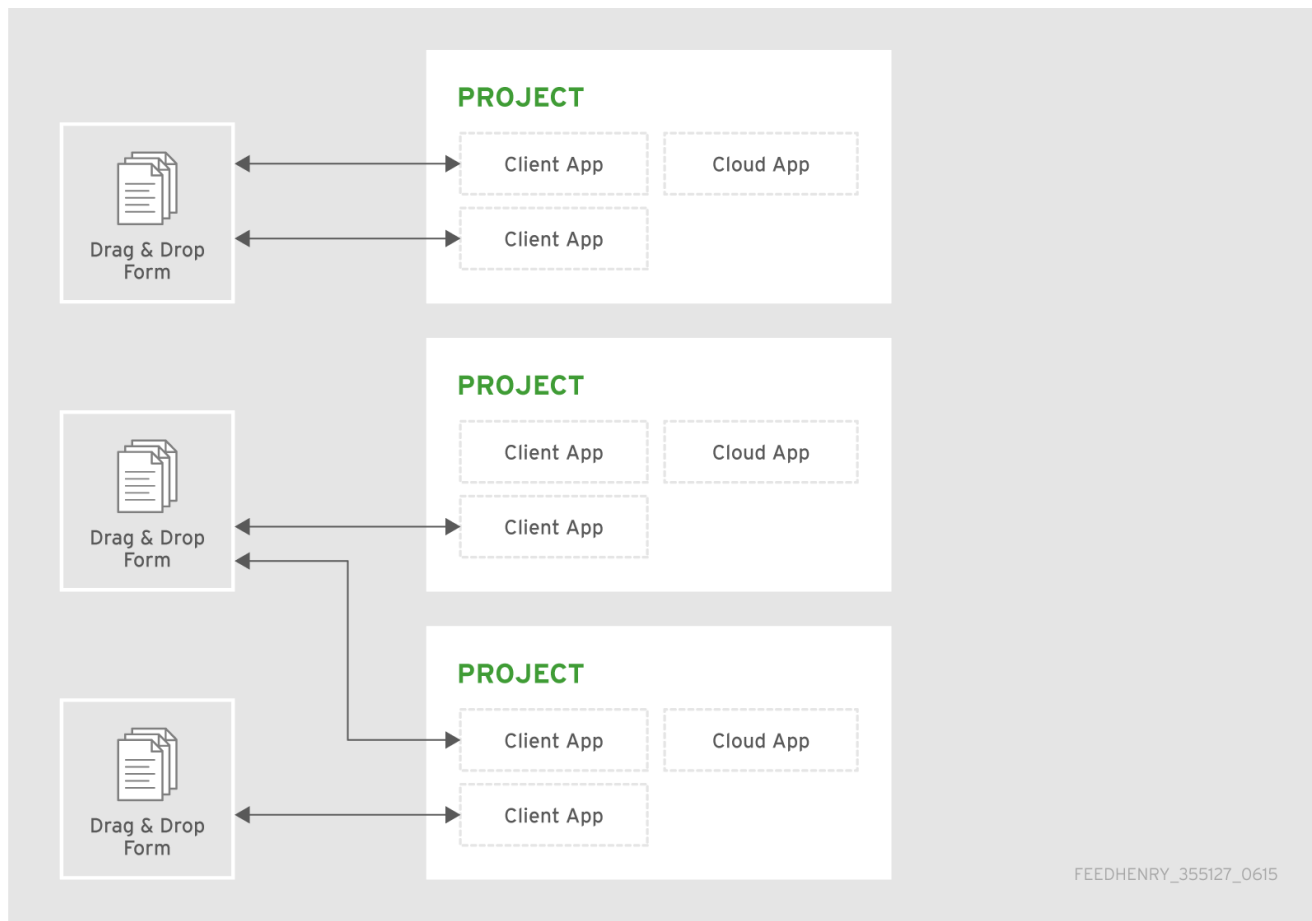 PROJECT
Client App
Cloud App
Client App
Drag & Drop
Form
PROJECT
Client App
Cloud App
Client App
Drag & Drop
Form
PROJECT
Client App
Cloud App
Client App
Drag & Drop
Form
FEEDHENRY_355127_0615